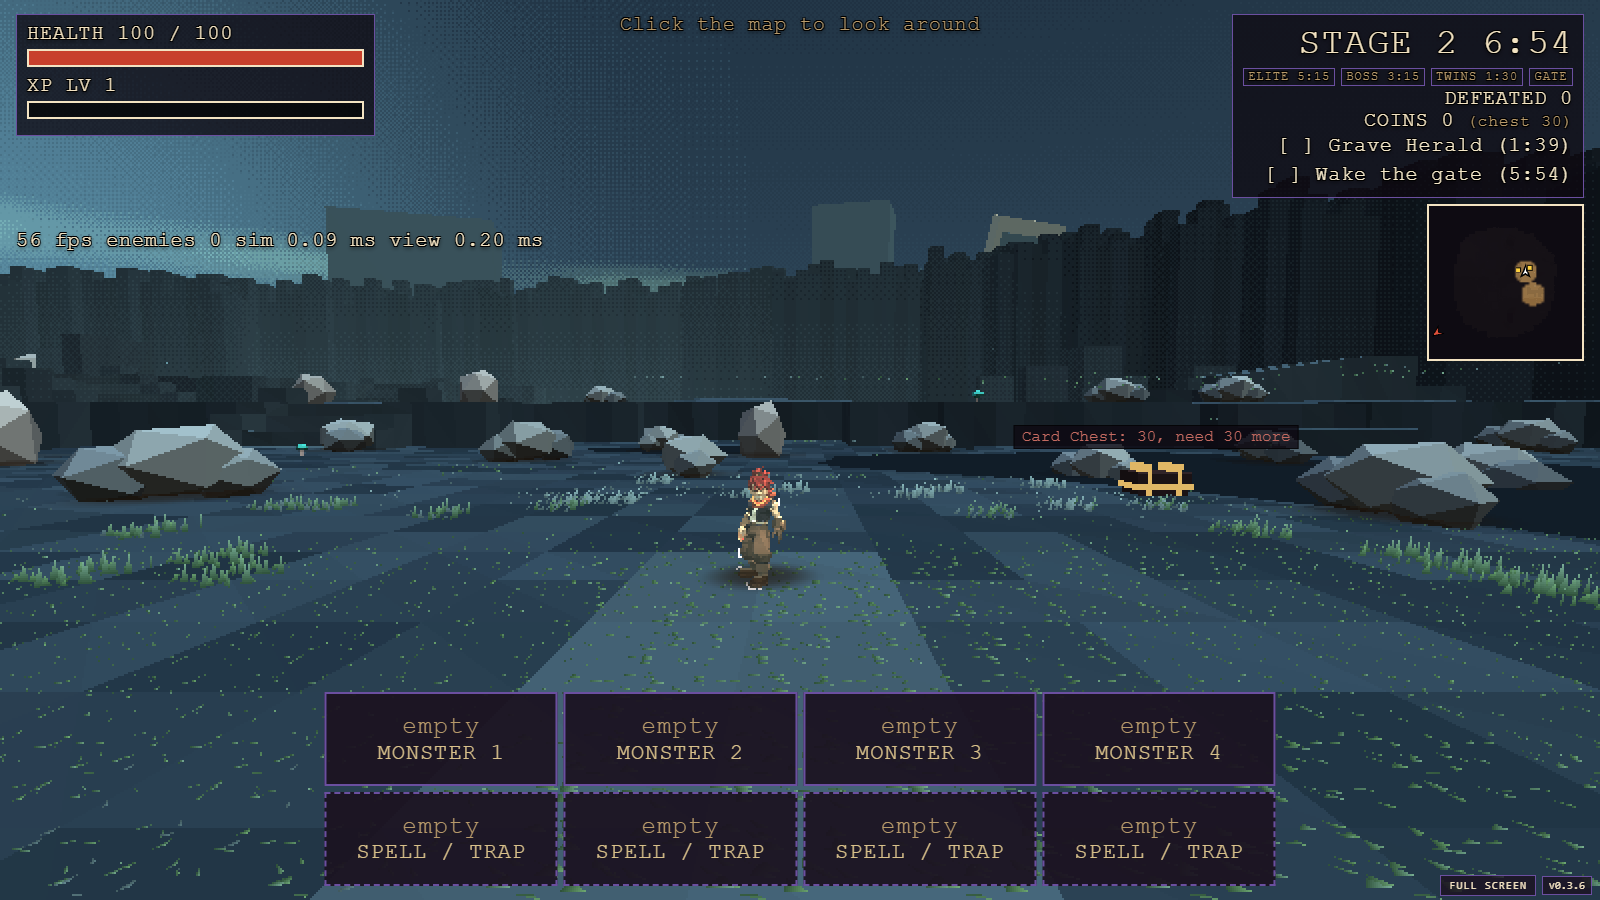 HEALTH 100 / 100
XP LV 1
Click the map to look around
STAGE 2 6:54
ELITE 5:15 BOSS 3:15 TWINS 1:30 GATE
DEFEATED 0
COINS 0 (chest 30)
[ ] Grave Herald (1:39)
[ ] Wake the gate (5:54)
56 fps enemies 0 sim 0.09 ms view 0.20 ms
Card Chest: 30, need 30 more
empty
MONSTER 1
empty
MONSTER 2
empty
MONSTER 3
empty
MONSTER 4
empty
SPELL / TRAP
empty
SPELL / TRAP
empty
SPELL / TRAP
empty
SPELL / TRAP
FULL SCREEN
v0.3.6